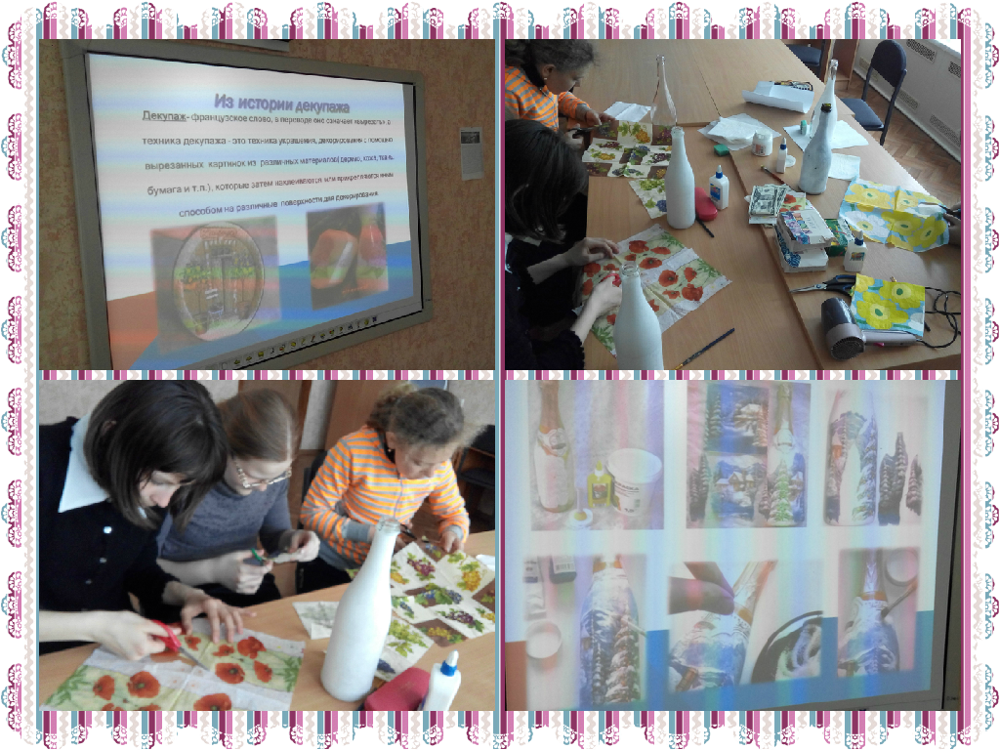 Из истории декупажа
Декупаж - французское слово, в переводе оно означает «вырезать», а
техника декупажа - это техника украшения, декорирования с помощью
вырезанных картинок из различных материалов( дерево, кожа, ткань,
бумага и т.п.), которые затем наклеиваются или прикрепляются иным
способом на различные поверхности для декорирования.